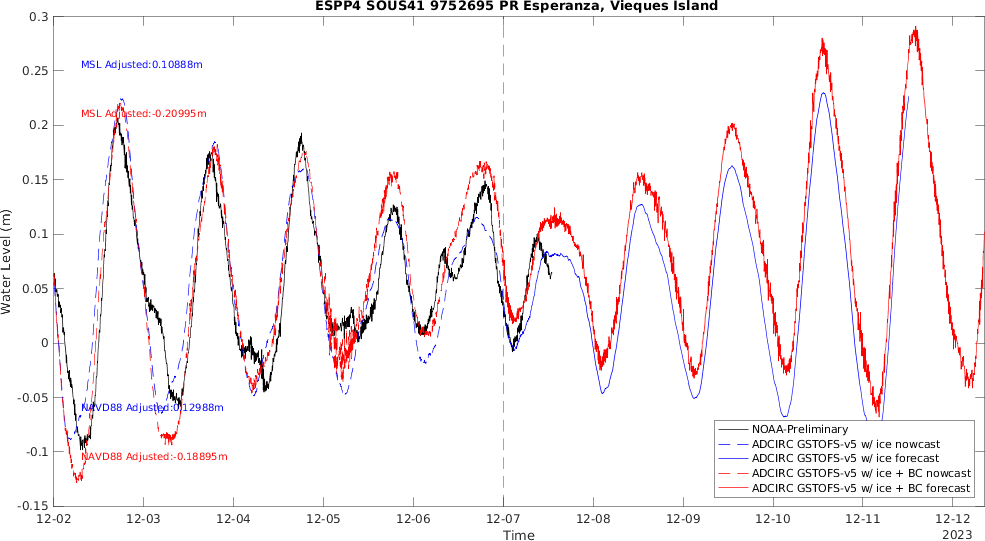 ESPP4 SOUS41 9752695 PR Esperanza, Vieques Island
Water Level (m)
0.3
0.25
0.2
0.15
0.1
0.05
0
-0.05
-0.1
-0.15
MSL Adjusted:0.10888m
MSL Adjusted:-0.20995m
NAVD88 Adjusted:0.12988m
NAVD88 Adjusted:-0.18895m
NOAA-Preliminary
ADCIRC GSTOFS-v5 w/ ice nowcast
ADCIRC GSTOFS-v5 w/ ice forecast
ADCIRC GSTOFS-v5 w/ ice + BC nowcast
ADCIRC GSTOFS-v5 w/ ice + BC forecast
12-02 12-03 12-04 12-05 12-06 12-07 12-08 12-09 12-10 12-11 12-12
Time
2023